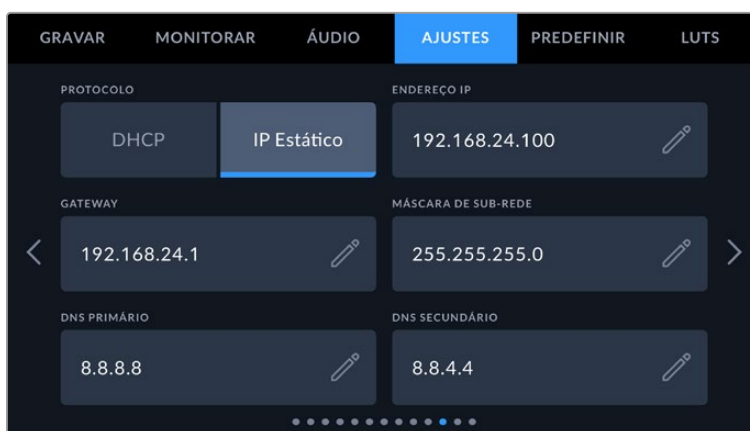 GRAVAR MONITORAR ÁUDIO AJUSTES PREDEFINIR LUTS
PROTOCOLO ENDEREÇO IP
DHCP IP Estático 192.168.24.100
GATEWAY MÁSCARA DE SUB-REDE
192.168.24.1 255.255.255.0
DNS PRIMÁRIO DNS SECUNDÁRIO
8.8.8.8 8.8.4.4